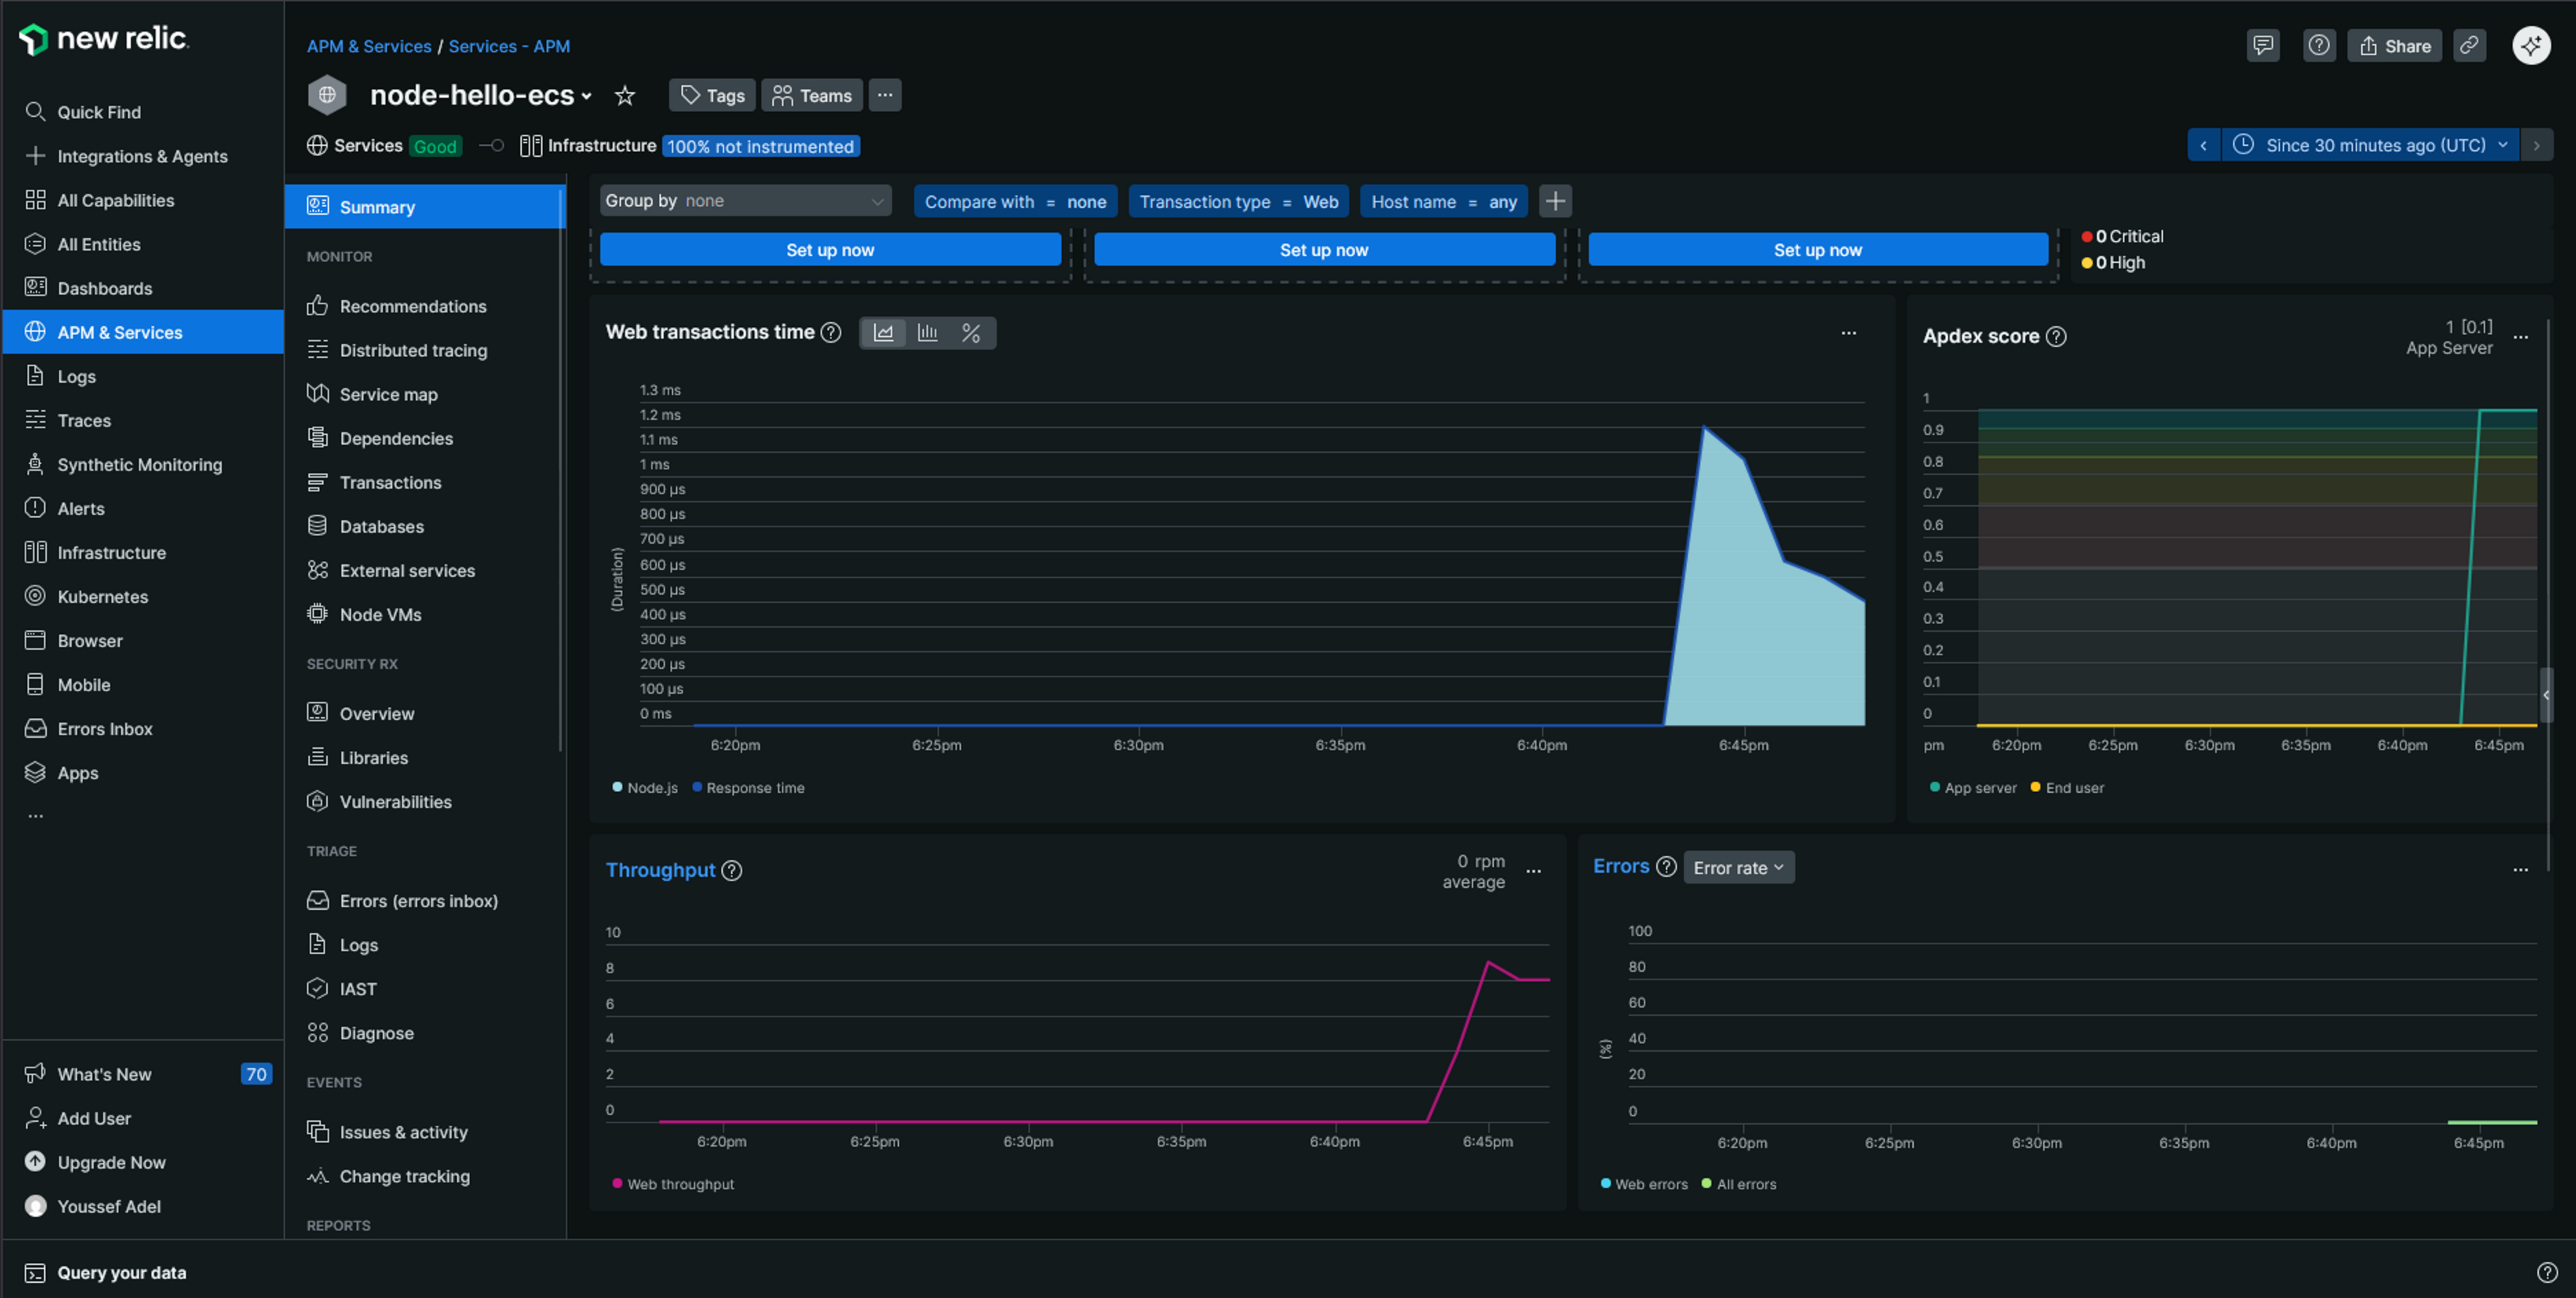 new relic.
Quick Find
Integrations & Agents
All Capabilities
All Entities
Dashboards
APM & Services
Logs
Traces
Synthetic Monitoring
Alerts
Infrastructure
Kubernetes
Browser
Mobile
Errors Inbox
Apps
...
What's New 70
Add User
Upgrade Now
Youssef Adel
Query your data
APM & Services / Services - APM
Share
node-hello-ecs
Tags
Teams
...
Services Good
Infrastructure 100% not instrumented
Since 30 minutes ago (UTC)
Summary
MONITOR
Recommendations
Distributed tracing
Service map
Dependencies
Transactions
Databases
External services
Node VMs
SECURITY RX
Overview
Libraries
Vulnerabilities
TRIAGE
Errors (errors inbox)
Logs
IAST
Diagnose
EVENTS
Issues & activity
Change tracking
REPORTS
Group by none
Compare with = none
Transaction type = Web
Host name = any
Set up now
Set up now
Set up now
0 Critical
0 High
Web transactions time
%
...
(Duration)
1.3 ms
1.2 ms
1.1 ms
1 ms
900 µs
800 µs
700 µs
600 µs
500 µs
400 µs
300 µs
200 µs
100 µs
0 ms
6:20pm 6:25pm 6:30pm 6:35pm 6:40pm 6:45pm
Node.js Response time
Apdex score
1 [0.1]
App Server
...
1
0.9
0.8
0.7
0.6
0.5
0.4
0.3
0.2
0.1
0
pm 6:20pm 6:25pm 6:30pm 6:35pm 6:40pm 6:45pm
App server End user
Throughput
0 rpm
average
...
10
8
6
4
2
0
6:20pm 6:25pm 6:30pm 6:35pm 6:40pm 6:45pm
Web throughput
Errors
Error rate
...
(%)
100
80
60
40
20
0
6:20pm 6:25pm 6:30pm 6:35pm 6:40pm 6:45pm
Web errors All errors